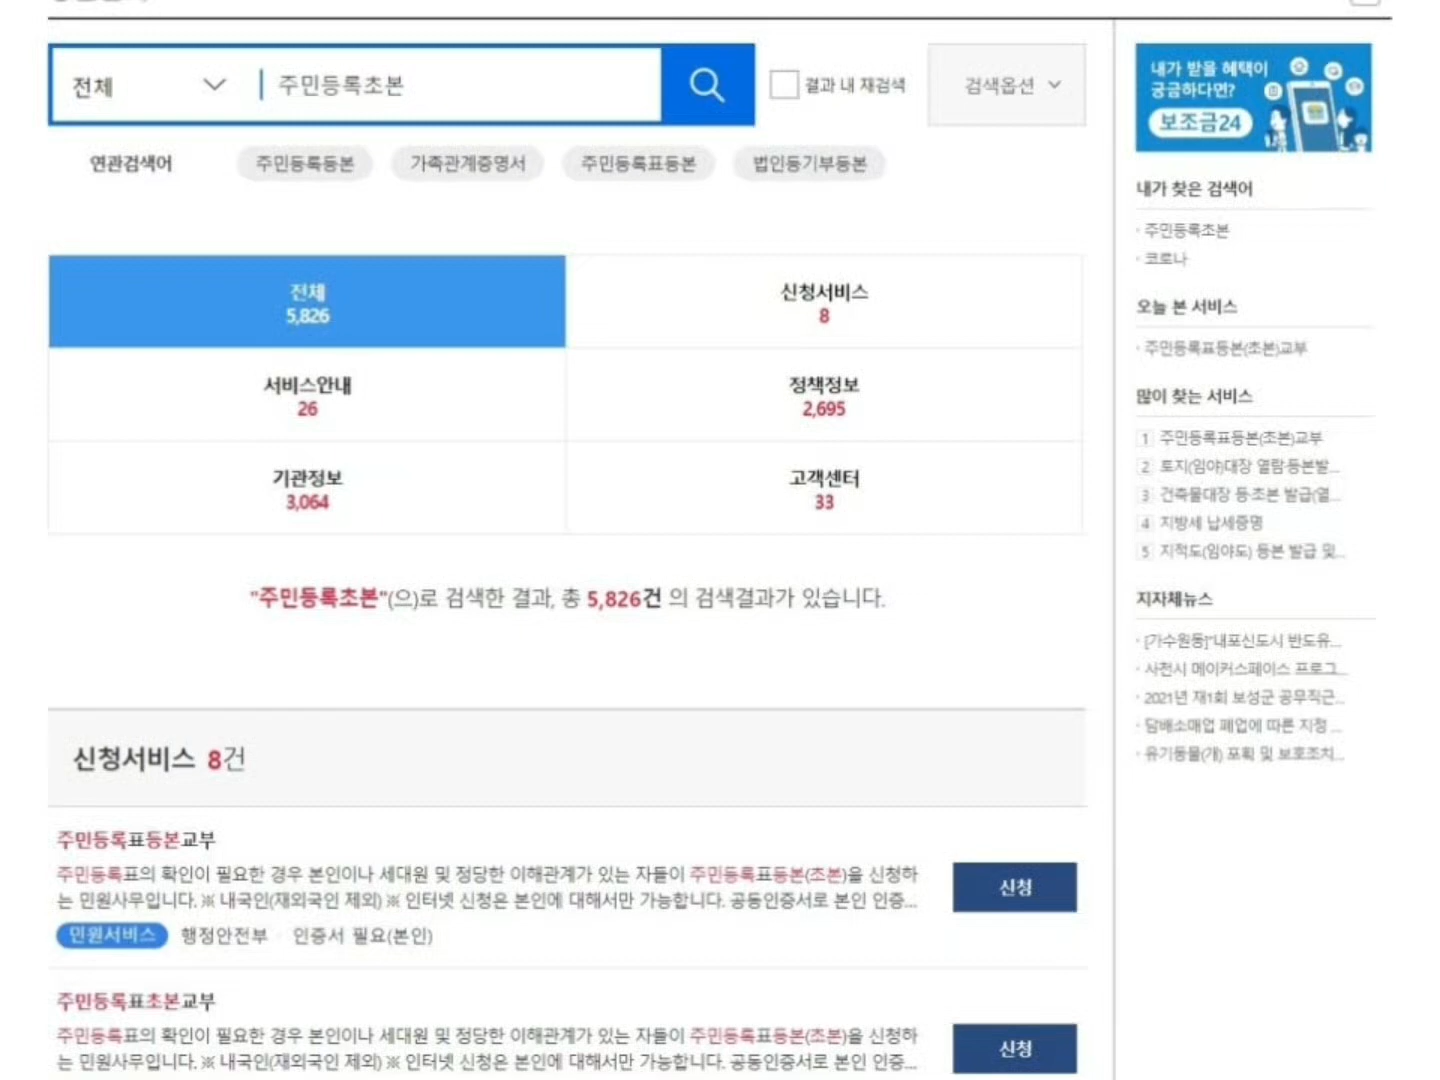 전체
주민등록초본
결과 내 재검색
검색옵션
연관검색어
주민등록등본
가족관계증명서
주민등록표등본
법인등기부등본
전체
5,826
신청서비스
8
서비스안내
26
정책정보
2,695
기관정보
3,064
고객센터
33
"주민등록초본"(으)로 검색한 결과, 총 5,826건 의 검색결과가 있습니다.
신청서비스 8건
주민등록표등본교부
주민등록표의 확인이 필요한 경우 본인이나 세대원 및 정당한 이해관계가 있는 자들이 주민등록표등본(초본)을 신청하
는 민원사무입니다. ※ 내국인(재외국인 제외) ※ 인터넷 신청은 본인에 대해서만 가능합니다. 공동인증서로 본인 인증...
신청
민원서비스 행정안전부 인증서 필요(본인)
주민등록표초본교부
주민등록표의 확인이 필요한 경우 본인이나 세대원 및 정당한 이해관계가 있는 자들이 주민등록표등본(초본)을 신청하
는 민원사무입니다. ※ 내국인(재외국인 제외) ※ 인터넷 신청은 본인에 대해서만 가능합니다. 공동인증서로 본인 인증...
신청
내가 받을 혜택이
궁금하다면?
보조금24
내가 찾은 검색어
· 주민등록초본
· 코로나
오늘 본 서비스
· 주민등록표등본(초본)교부
많이 찾는 서비스
1 주민등록표등본(초본)교부
2 토지(임야)대장 열람·등본발...
3 건축물대장 등·초본 발급(열...
4 지방세 납세증명
5 지적도(임야도) 등본 발급 및...
지자체뉴스
· [가수원동]"내포신도시 반도유...
· 사천시 메이커스페이스 프로그...
· 2021년 제1회 보성군 공무직근...
· 담배소매업 폐업에 따른 지정 ...
· 유기동물(개) 포획 및 보호조치...